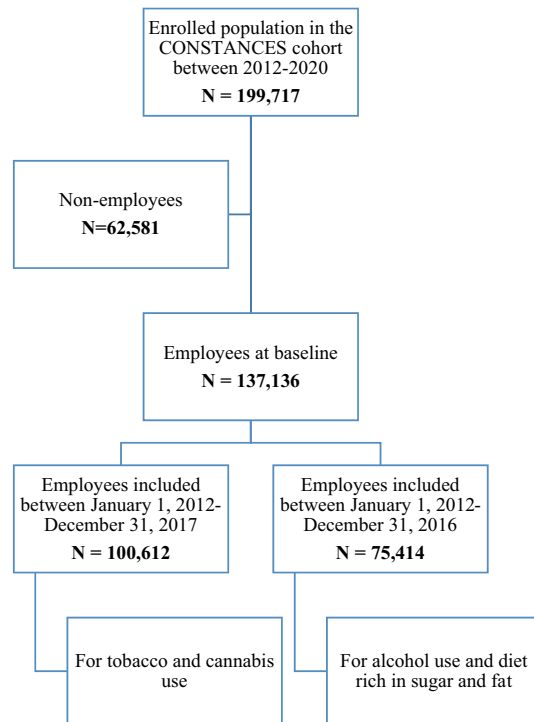 Enrolled population in the
CONSTANCES cohort
between 2012-2020
N = 199,717
Non-employees
N=62,581
Employees at baseline
N = 137,136
Employees included
between January 1, 2012-
December 31, 2017
N = 100,612
Employees included
between January 1, 2012-
December 31, 2016
N = 75,414
For tobacco and cannabis
use
For alcohol use and diet
rich in sugar and fat